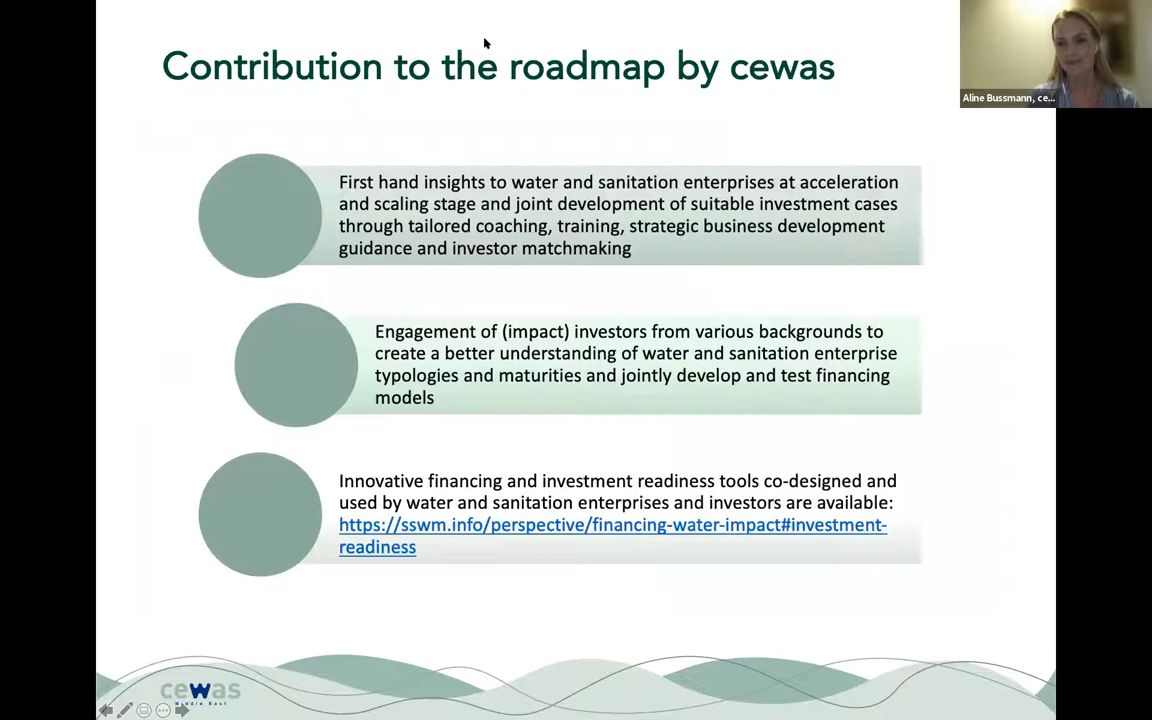 Contribution to the roadmap by cewas
Aline Bussmann, ce...
First hand insights to water and sanitation enterprises at acceleration
and scaling stage and joint development of suitable investment cases
through tailored coaching, training, strategic business development
guidance and investor matchmaking
Engagement of (impact) investors from various backgrounds to
create a better understanding of water and sanitation enterprise
typologies and maturities and jointly develop and test financing
models
Innovative financing and investment readiness tools co-designed and
used by water and sanitation enterprises and investors are available:
https://sswm.info/perspective/financing-water-impact#investment-
readiness
cewas
Middle East